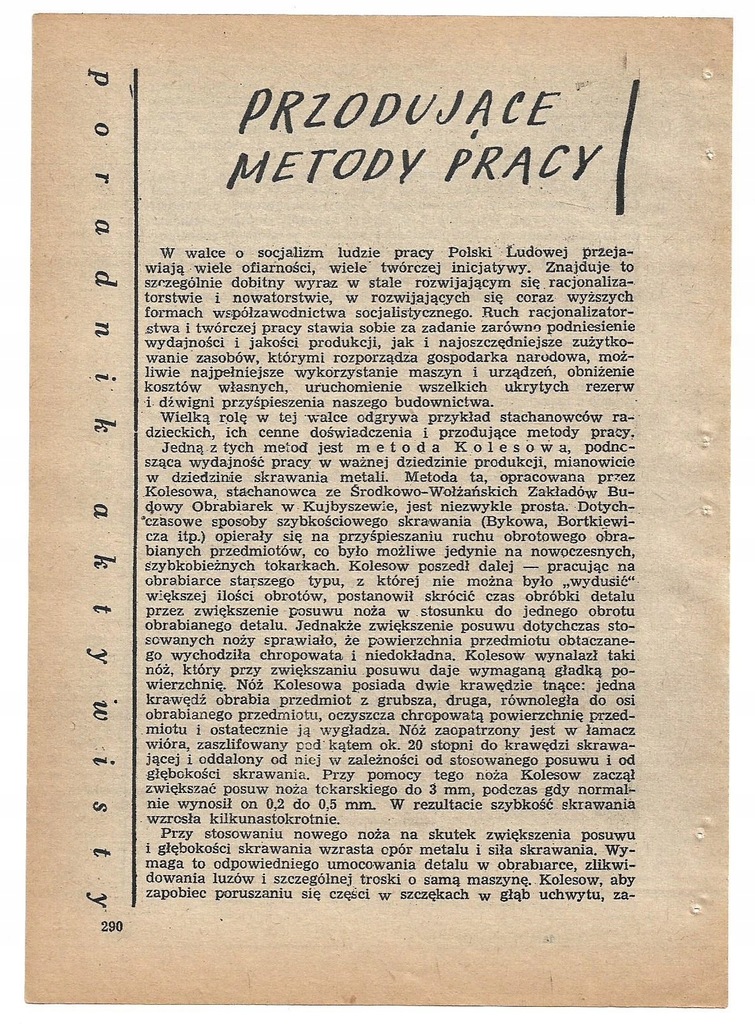 poradnik aktywisty
PRZODUJĄCE
METODY PRACY
W walce o socjalizm ludzie pracy Polski Ludowej przeja-
wiają wiele ofiarności, wiele twórczej inicjatywy. Znajduje to
szczególnie dobitny wyraz w stale rozwijającym się racjonaliza-
torstwie i nowatorstwie, w rozwijających się coraz wyższych
formach współzawodnictwa socjalistycznego. Ruch racjonalizator-
stwa i twórczej pracy stawia sobie za zadanie zarówno podniesienie
wydajności i jakości produkcji, jak i najoszczędniejsze zużytko-
wanie zasobów, którymi rozporządza gospodarka narodowa, moż-
liwie najpełniejsze wykorzystanie maszyn i urządzeń, obniżenie
kosztów własnych, uruchomienie wszelkich ukrytych rezerw
i dźwigni przyśpieszenia naszego budownictwa.
Wielką rolę w tej walce odgrywa przykład stachanowców ra-
dzieckich, ich cenne doświadczenia i przodujące metody pracy.
Jedną z tych metod jest metoda Kolesowa, podno-
sząca wydajność pracy w ważnej dziedzinie produkcji, mianowicie
w dziedzinie skrawania metali. Metoda ta, opracowana przez
Kolesowa, stachanowca ze Środkowo-Wołżańskich Zakładów Bu-
dowy Obrabiarek w Kujbyszewie, jest niezwykle prosta. Dotych-
czasowe sposoby szybkościowego skrawania (Bykowa, Bortkiewi-
cza itp.) opierały się na przyśpieszaniu ruchu obrotowego obra-
bianych przedmiotów, co było możliwe jedynie na nowoczesnych,
szybkobieżnych tokarkach. Kolesow poszedł dalej — pracując na
obrabiarce starszego typu, z której nie można było „wydusić“
większej ilości obrotów, postanowił skrócić czas obróbki detalu
przez zwiększenie posuwu noża w stosunku do jednego obrotu
obrabianego detalu. Jednakże zwiększenie posuwu dotychczas sto-
sowanych noży sprawiało, że powierzchnia przedmiotu obtaczane-
go wychodziła chropowata i niedokładna. Kolesow wynalazł taki
nóż, który przy zwiększaniu posuwu daje wymaganą gładką po-
wierzchnię. Nóż Kolesowa posiada dwie krawędzie tnące: jedna
krawędź obrabia przedmiot z grubsza, druga, równoległa do osi
obrabianego przedmiotu, oczyszcza chropowatą powierzchnię przed-
miotu i ostatecznie ją wygładza. Nóż zaopatrzony jest w łamacz
wióra, zaszlifowany pod kątem ok. 20 stopni do krawędzi skrawa-
jącej i oddalony od niej w zależności od stosowanego posuwu i od
głębokości skrawania. Przy pomocy tego noża Kolesow zaczął
zwiększać posuw noża tokarskiego do 3 mm, podczas gdy normal-
nie wynosił on 0,2 do 0,5 mm. W rezultacie szybkość skrawania
wzrosła kilkunastokrotnie.
Przy stosowaniu nowego noża na skutek zwiększenia posuwu
i głębokości skrawania wzrasta opór metalu i siła skrawania. Wy-
maga to odpowiedniego umocowania detalu w obrabiarce, zlikwi-
dowania luzów i szczególnej troski o samą maszynę. Kolesow, aby
zapobiec poruszaniu się części w szczękach w głąb uchwytu, za-
290